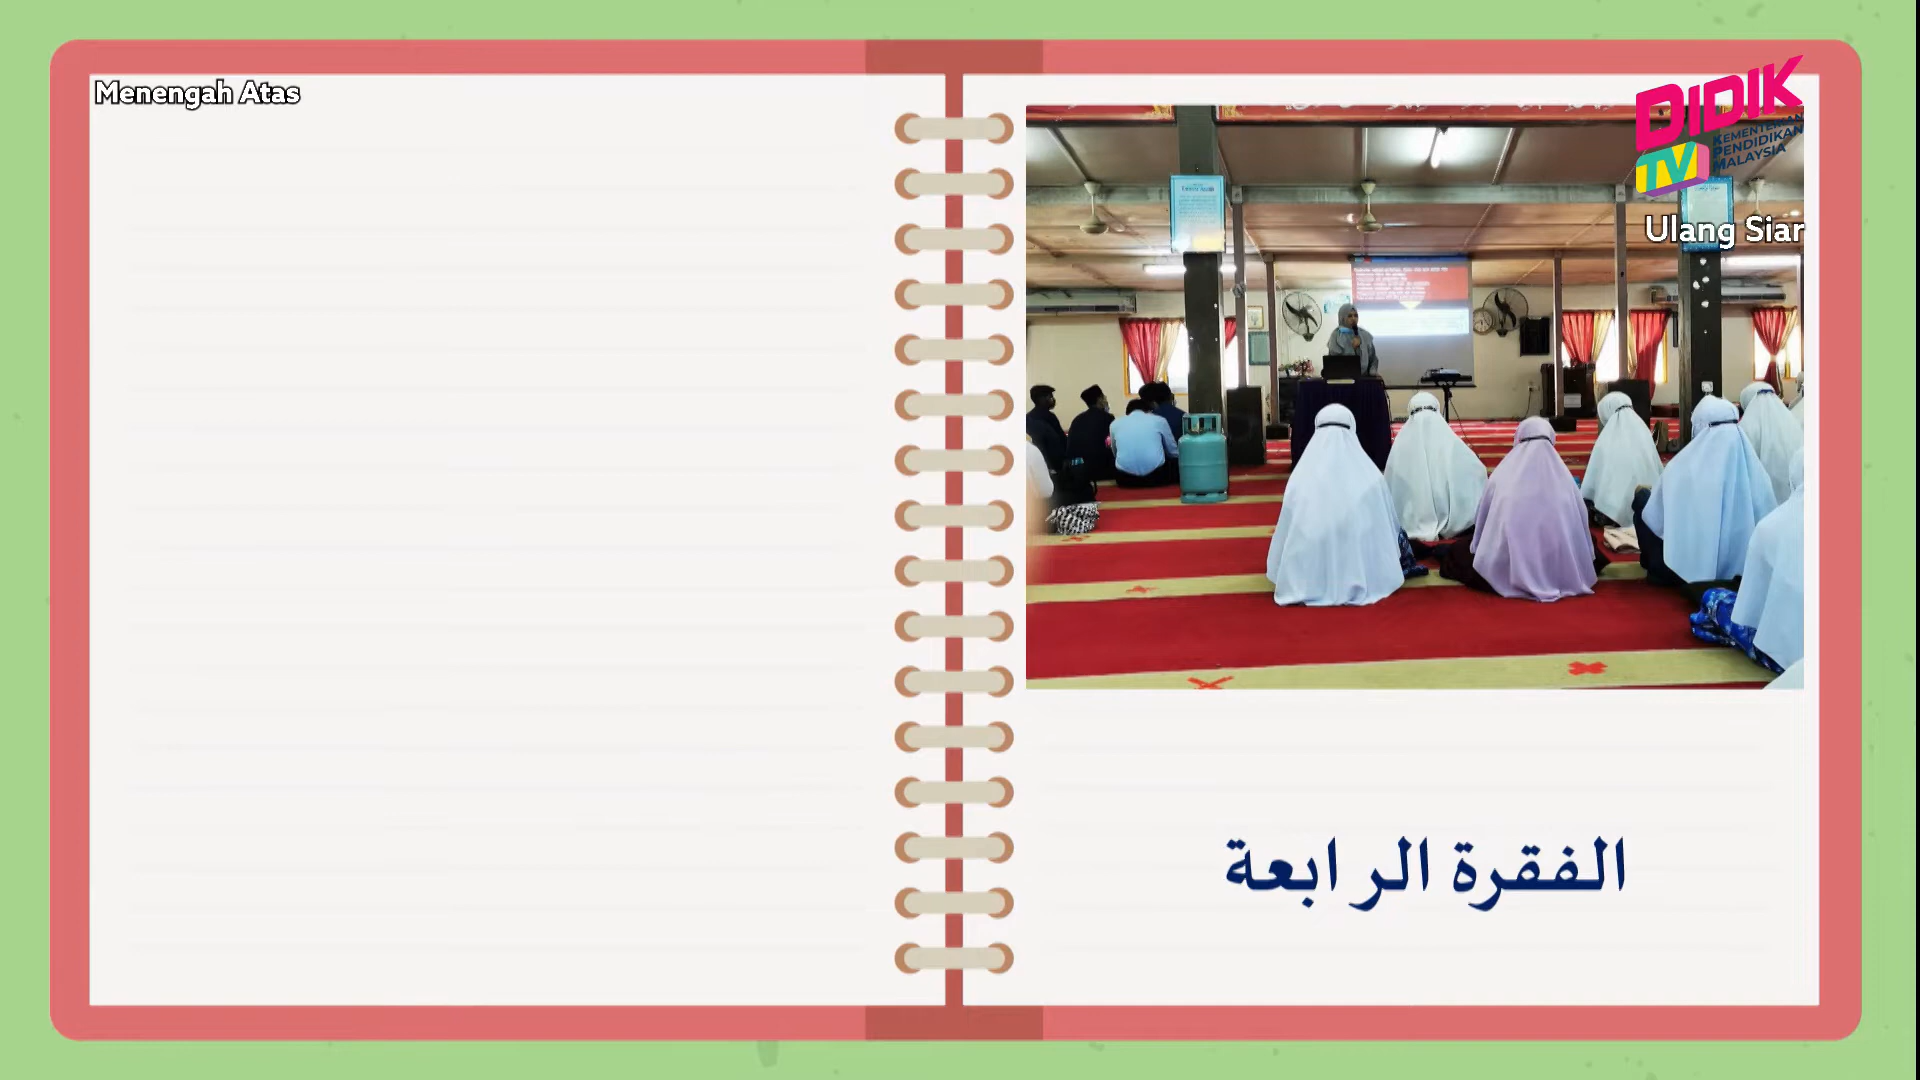 Menengah Atas
DIDIK
TV
KEMENTERIAN
PENDIDIKAN
MALAYSIA
Ulang Siar
الفقرة الرابعة